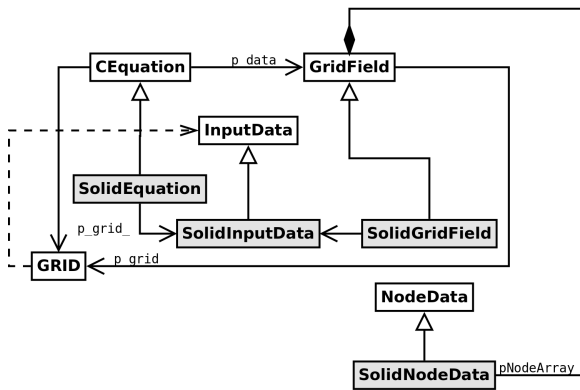 p_data
CEquation
GridField
InputData
SolidEquation
p_grid_
SolidInputData
SolidGridField
p_grid
GRID
NodeData
pNodeArray
SolidNodeData